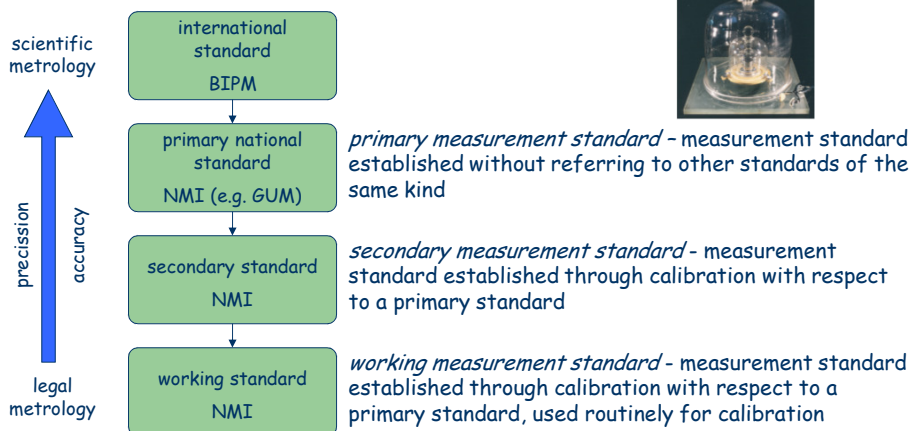 scientific
metrology
international
standard
BIPM
primary national
standard
NMI (e.g. GUM)
primary measurement standard – measurement standard
established without referring to other standards of the
same kind
precission
accuracy
secondary standard
NMI
secondary measurement standard - measurement
standard established through calibration with respect
to a primary standard
legal
metrology
working standard
NMI
working measurement standard - measurement standard
established through calibration with respect to a
primary standard, used routinely for calibration